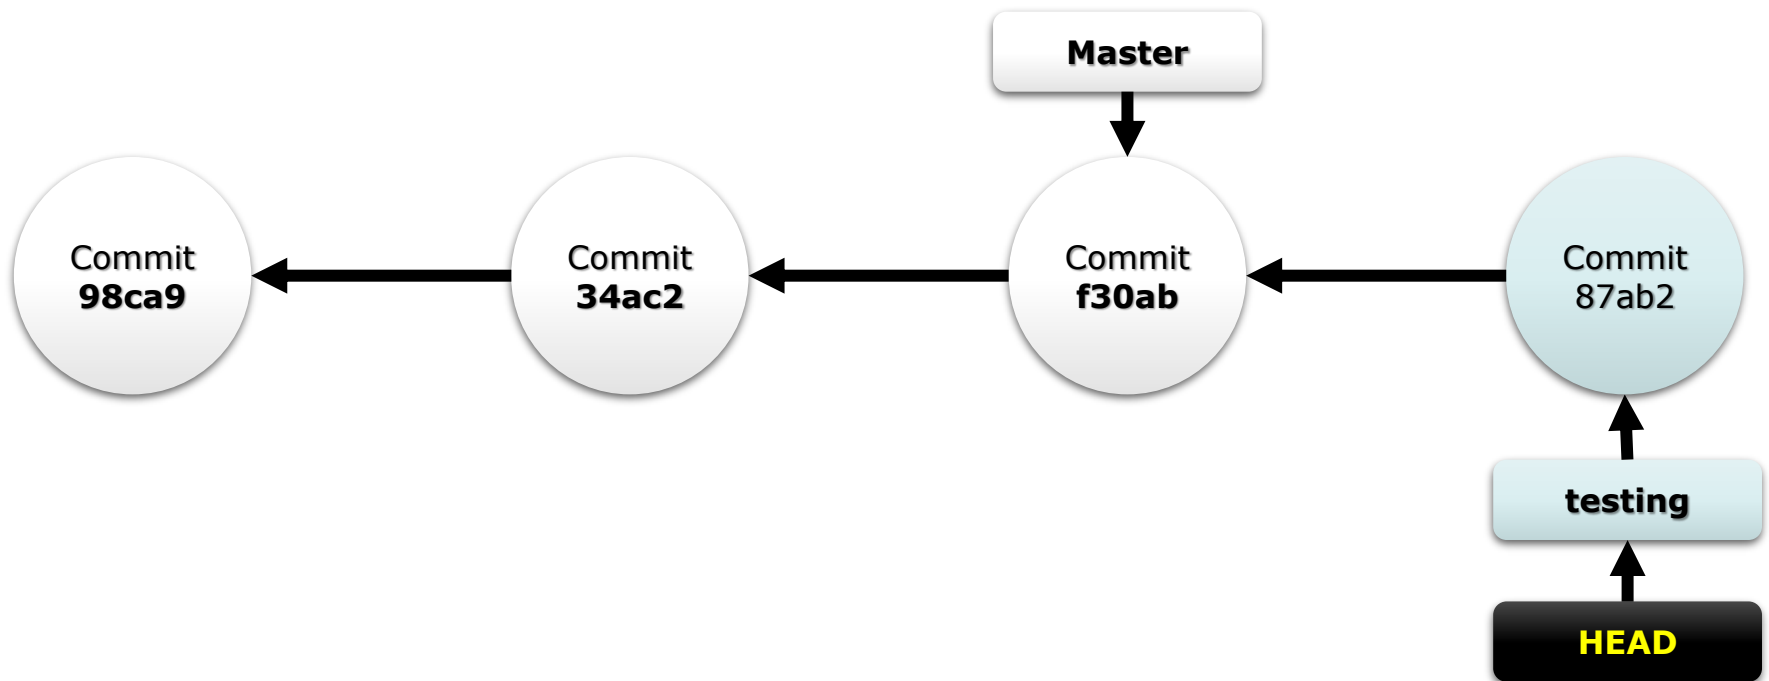 Master
Commit
98ca9
Commit
34ac2
Commit
f30ab
Commit
87ab2
testing
HEAD